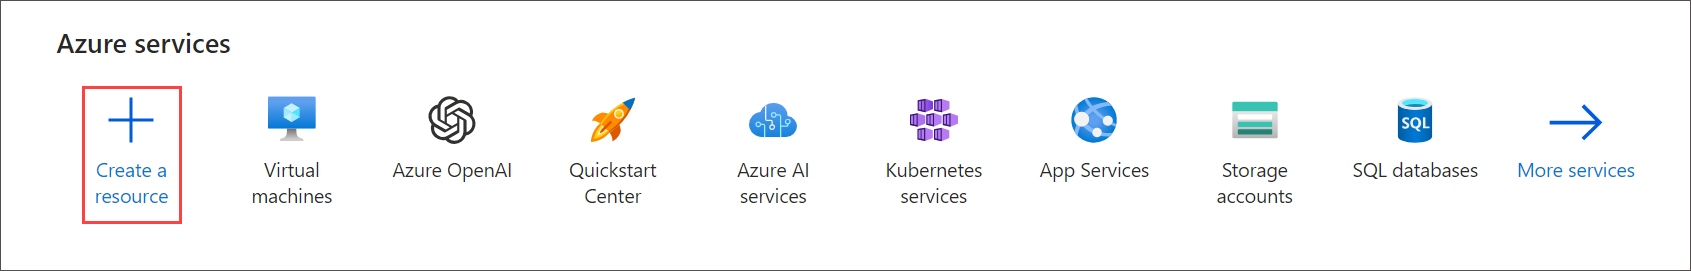 Azure services
Create a
resource
Virtual
machines
Azure OpenAI
Quickstart
Center
Azure AI
services
Kubernetes
services
App Services
Storage
accounts
SQL
SQL databases
More services